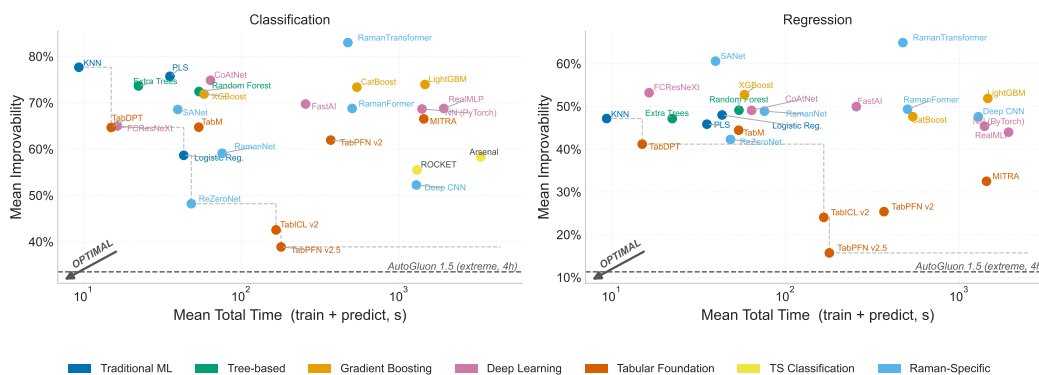 Classification
Mean Improvability
80%
70%
60%
50%
40%
KNN
PLS
Extra Trees
CoAtNet
Random Forest
XGBoost
SANet
TabDPT
FCResNeXt
TabM
Logistic Reg.
RamanNet
ReZeroNet
TabICL v2
TabPFN v2.5
RamanTransformer
CatBoost
LightGBM
FastAI
RamanFormer
RealMLP
NN (PyTorch)
MITRA
TabPFN v2
Arsenal
ROCKET
Deep CNN
OPTIMAL
AutoGluon 1.5 (extreme, 4h)
10¹ 10² 10³
Mean Total Time (train + predict, s)
Regression
Mean Improvability
60%
50%
40%
30%
20%
10%
SANet
FCResNeXt
XGBoost
KNN
Extra Trees
Random Forest
CoAtNet
RamanNet
PLS
Logistic Reg.
TabM
ReZeroNet
TabDPT
FastAI
RamanFormer
CatBoost
LightGBM
Deep CNN
(PyTorch)
RealMLP
MITRA
TabICL v2
TabPFN v2
TabPFN v2.5
OPTIMAL
AutoGluon 1.5 (extreme, 4h
10¹ 10² 10³
Mean Total Time (train + predict, s)
Traditional ML Tree-based Gradient Boosting Deep Learning Tabular Foundation TS Classification Raman-Specific